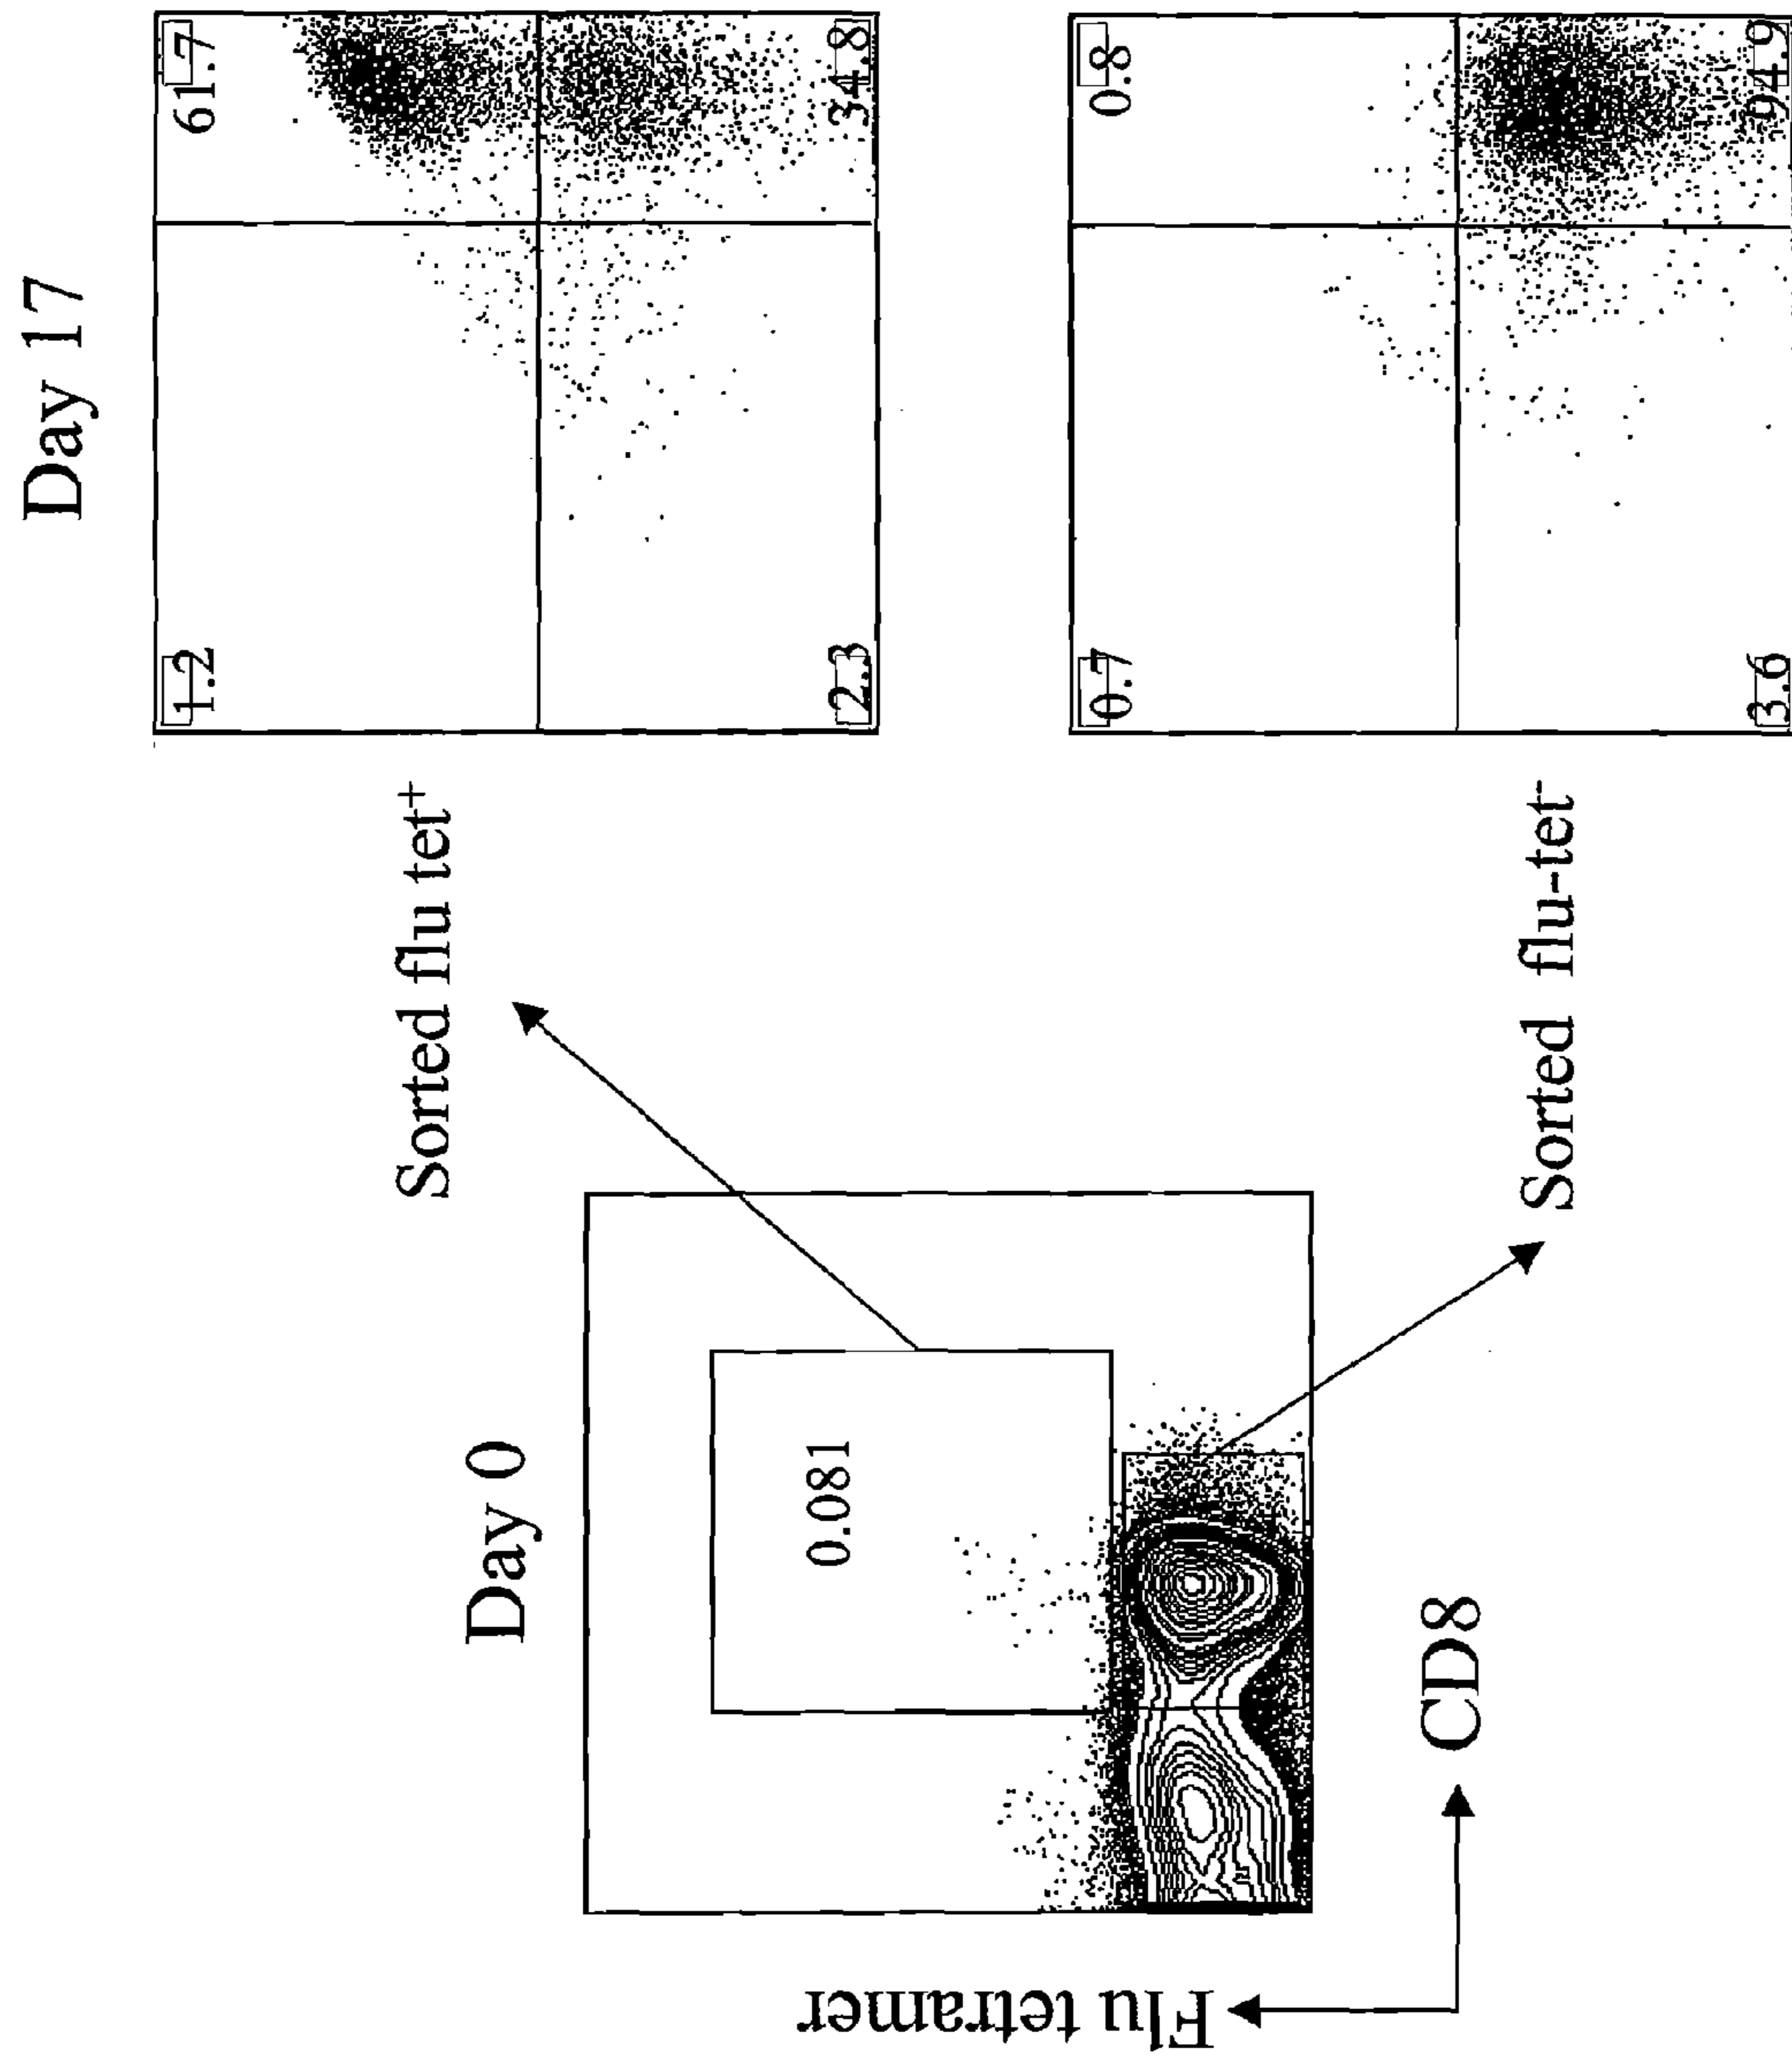 Day 0
Day 17
0.081
Flu tetramer
CD8
Sorted flu tet⁺
Sorted flu-tet⁻
1.2
61.7
2.3
34.8
0.7
0.8
3.6
94.9